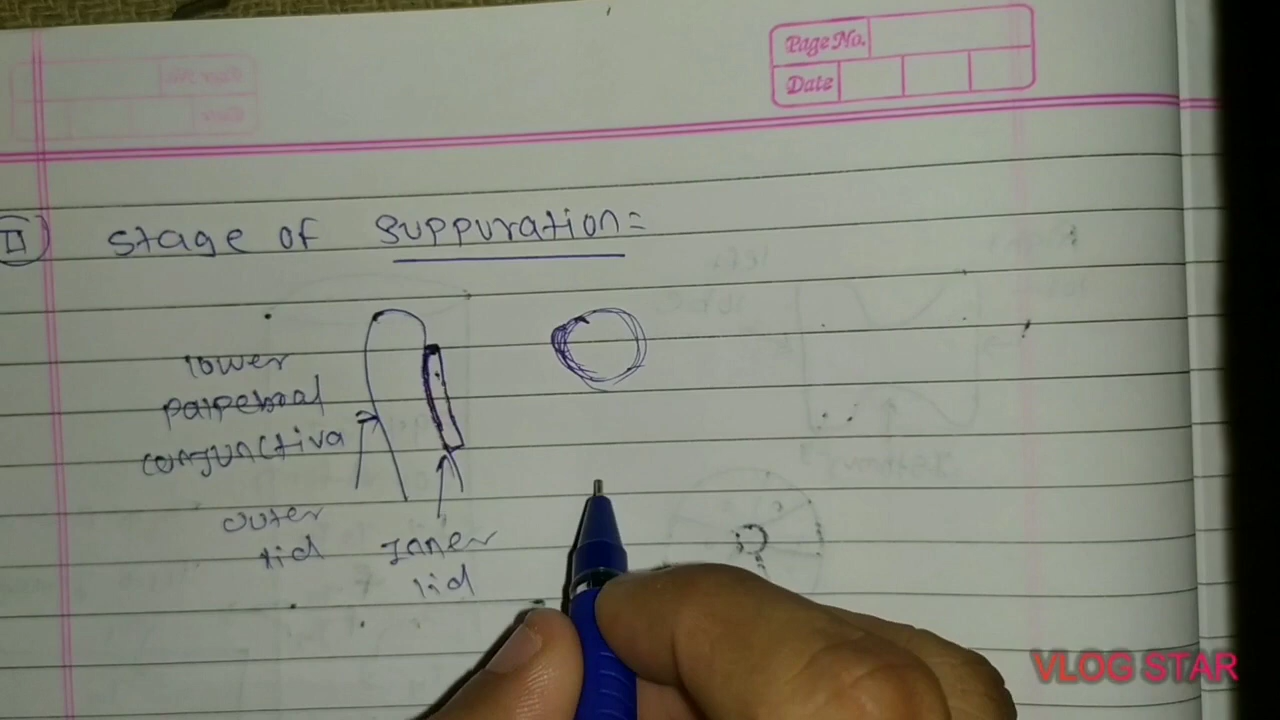 Page No.
Date
II) Stage of suppuration=
lower
palpebral
conjunctiva
outer
lid
Inner
lid
VLOG STAR